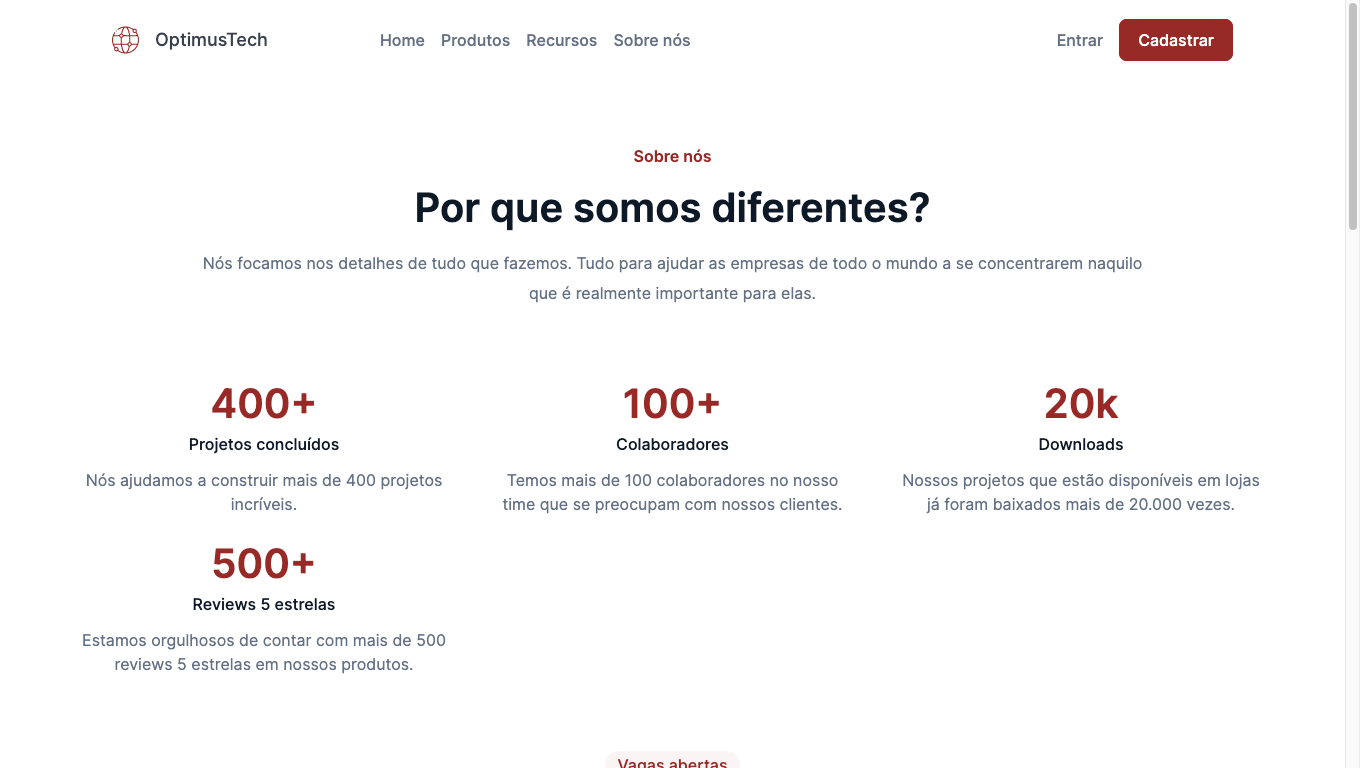 OptimusTech
Home Produtos Recursos Sobre nós
Entrar Cadastrar
Sobre nós
Por que somos diferentes?
Nós focamos nos detalhes de tudo que fazemos. Tudo para ajudar as empresas de todo o mundo a se concentrarem naquilo
que é realmente importante para elas.
400+
Projetos concluídos
Nós ajudamos a construir mais de 400 projetos
incríveis.
100+
Colaboradores
Temos mais de 100 colaboradores no nosso
time que se preocupam com nossos clientes.
20k
Downloads
Nossos projetos que estão disponíveis em lojas
já foram baixados mais de 20.000 vezes.
500+
Reviews 5 estrelas
Estamos orgulhosos de contar com mais de 500
reviews 5 estrelas em nossos produtos.
Vagas abertas